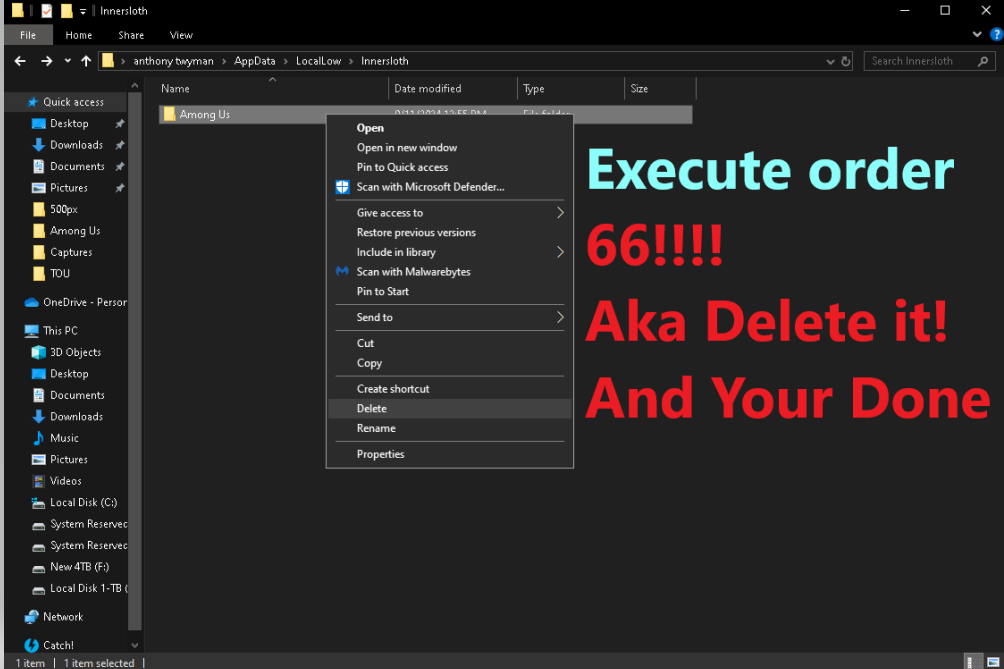 Innersloth
File
Home
Share
View
anthony twyman > AppData > LocalLow > Innersloth
Search Innersloth
Name
Date modified
Type
Size
Quick access
Desktop
Downloads
Documents
Pictures
500px
Among Us
Captures
TOU
OneDrive - Person
This PC
3D Objects
Desktop
Documents
Downloads
Music
Pictures
Videos
Local Disk (C:)
System Reserved
System Reserved
New 4TB (F:)
Local Disk 1-TB (
Network
Catch!
Among Us
Open
Open in new window
Pin to Quick access
Scan with Microsoft Defender...
Give access to
Restore previous versions
Include in library
Scan with Malwarebytes
Pin to Start
Send to
Cut
Copy
Create shortcut
Delete
Rename
Properties
Execute order
66!!!!
Aka Delete it!
And Your Done
1 item
1 item selected